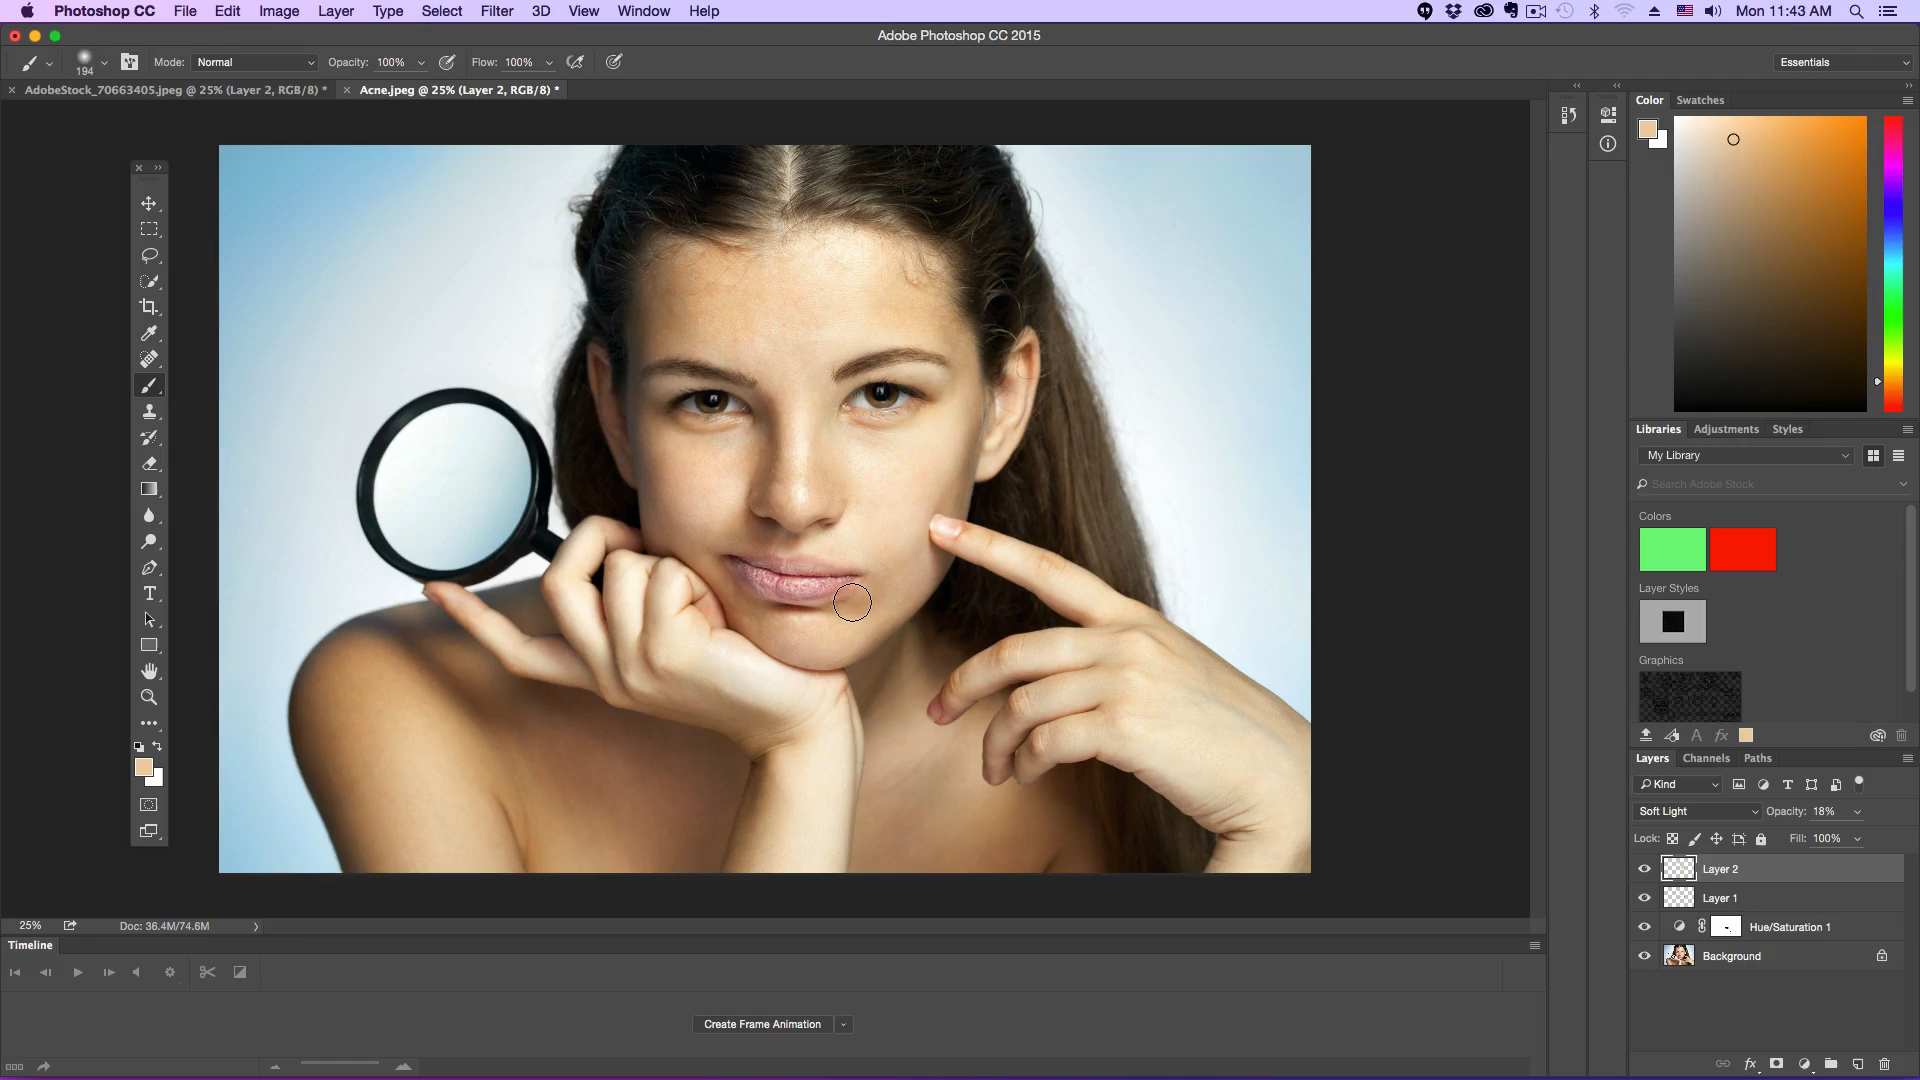 Photoshop CC File Edit Image Layer Type Select Filter 3D View Window Help Mon 11:43 AM
Adobe Photoshop CC 2015
194 Mode: Normal Opacity: 100% Flow: 100% Essentials
AdobeStock_70663405.jpeg @ 25% (Layer 2, RGB/8) * Acne.jpeg @ 25% (Layer 2, RGB/8) *
Color Swatches
Libraries Adjustments Styles
My Library
Search Adobe Stock
Colors
Layer Styles
Graphics
Layers Channels Paths
Kind
Soft Light Opacity: 18%
Lock: Fill: 100%
Layer 2
Layer 1
Hue/Saturation 1
Background
25% Doc: 36.4M/74.6M
Timeline
Create Frame Animation